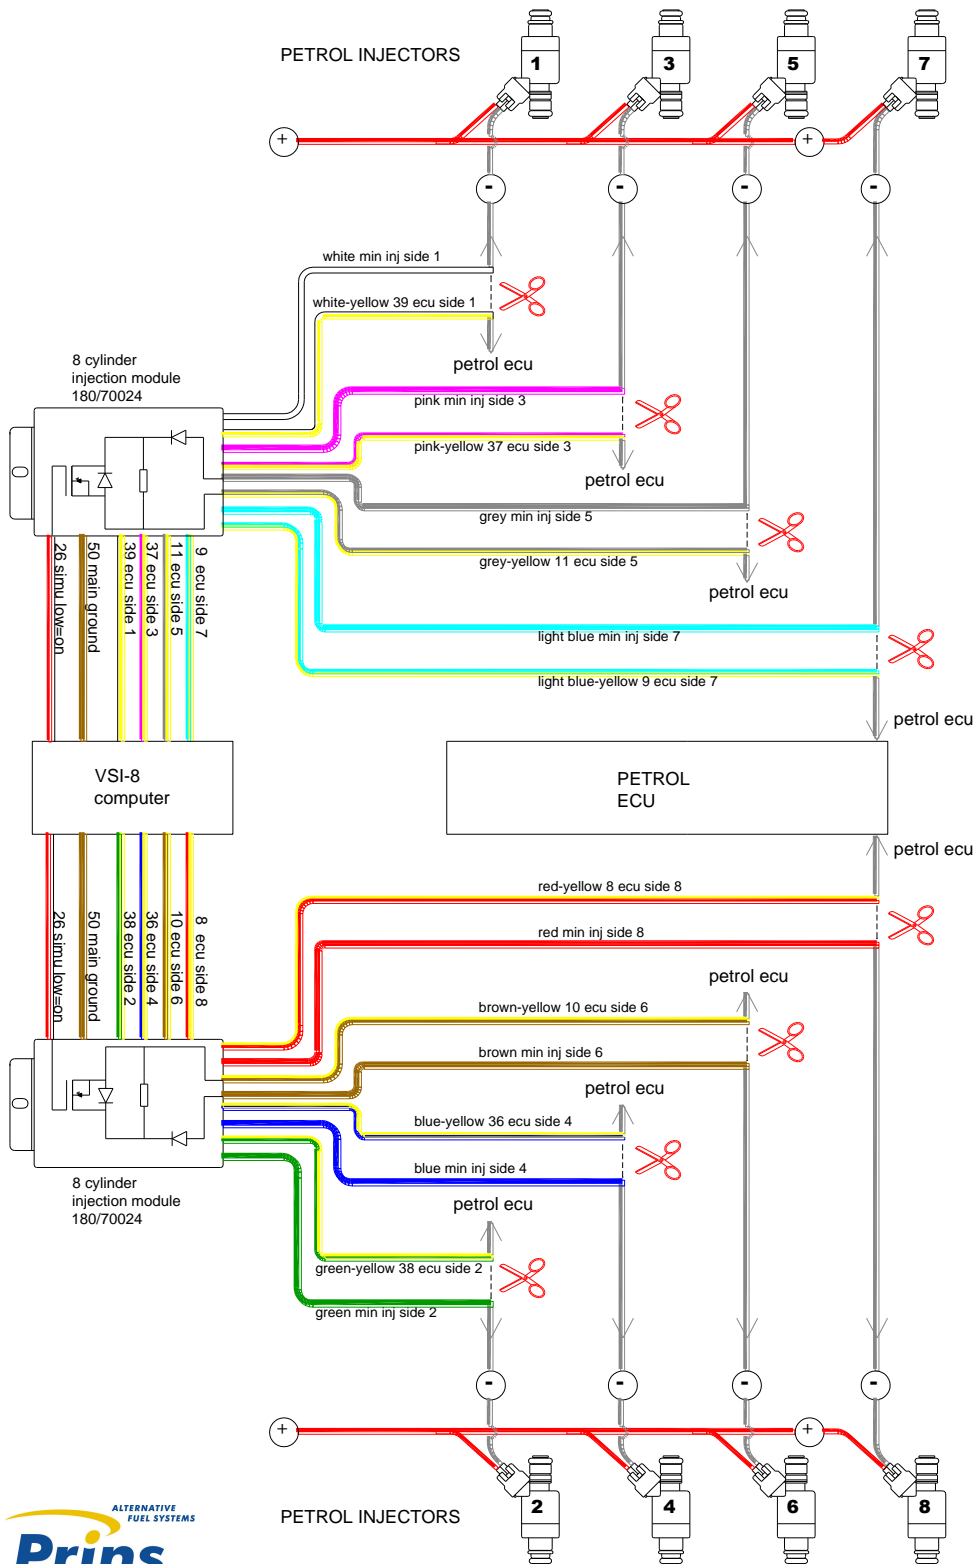 PETROL INJECTORS
1
3
5
7
+
+
-
-
-
-
white min inj side 1
white-yellow 39 ecu side 1
petrol ecu
8 cylinder
injection module
180/70024
pink min inj side 3
pink-yellow 37 ecu side 3
petrol ecu
grey min inj side 5
grey-yellow 11 ecu side 5
petrol ecu
26 simu low=on
50 main ground
39 ecu side 1
37 ecu side 3
11 ecu side 5
9 ecu side 7
light blue min inj side 7
light blue-yellow 9 ecu side 7
petrol ecu
VSI-8
computer
PETROL
ECU
petrol ecu
26 simu low=on
50 main ground
38 ecu side 2
36 ecu side 4
10 ecu side 6
8 ecu side 8
red-yellow 8 ecu side 8
red min inj side 8
petrol ecu
brown-yellow 10 ecu side 6
brown min inj side 6
petrol ecu
blue-yellow 36 ecu side 4
blue min inj side 4
8 cylinder
injection module
180/70024
petrol ecu
green-yellow 38 ecu side 2
green min inj side 2
-
-
-
-
+
+
2
4
6
8
PETROL INJECTORS
ALTERNATIVE
FUEL SYSTEMS
Prins